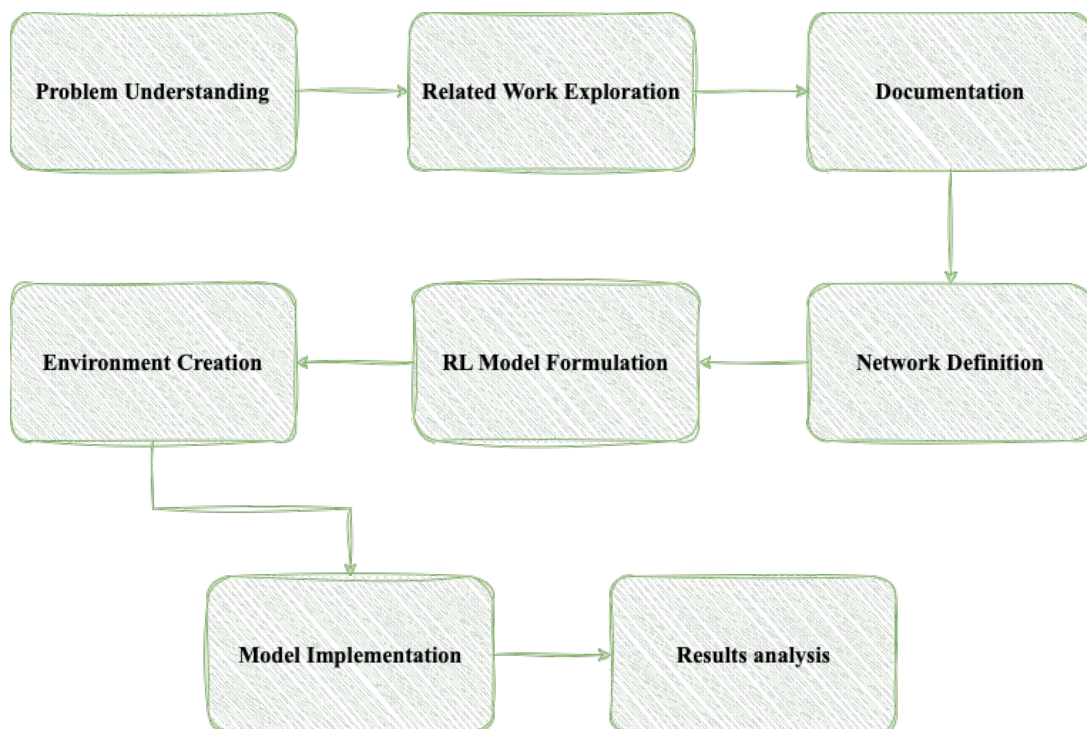 Problem Understanding
Related Work Exploration
Documentation
Network Definition
RL Model Formulation
Environment Creation
Model Implementation
Results analysis